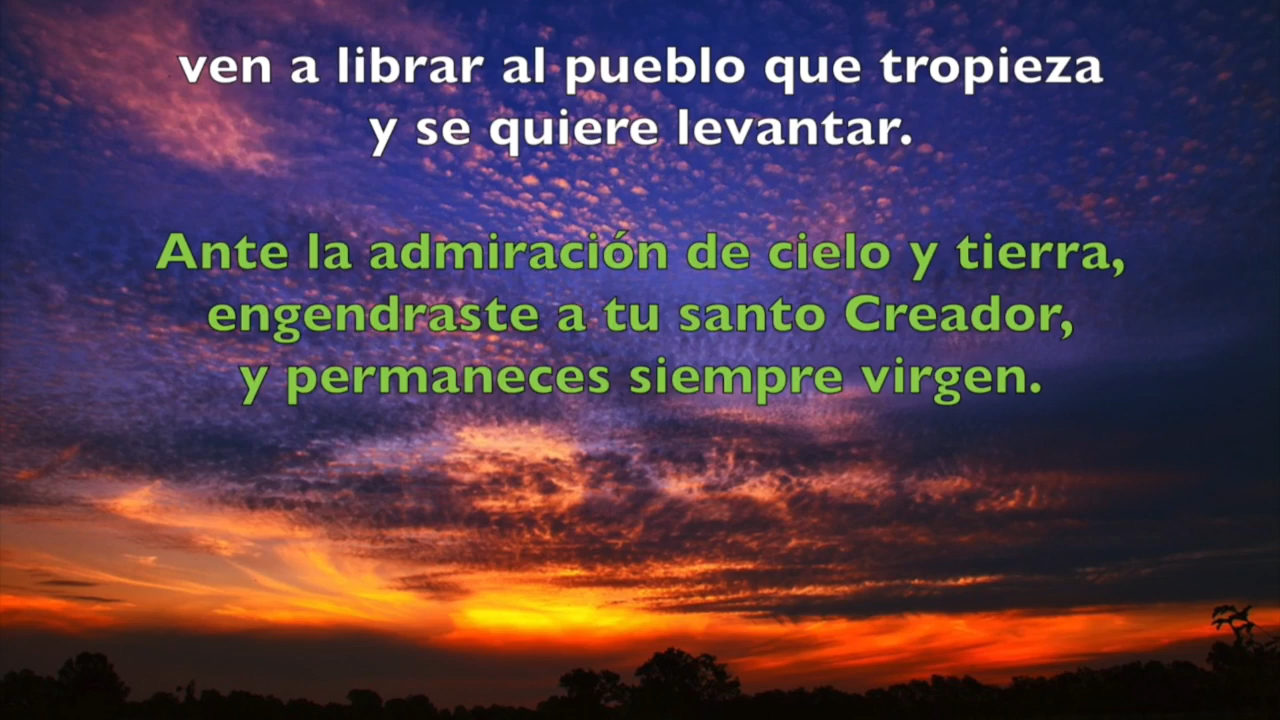 ven a librar al pueblo que tropieza
y se quiere levantar.
Ante la admiración de cielo y tierra,
engendraste a tu santo Creador,
y permaneces siempre virgen.